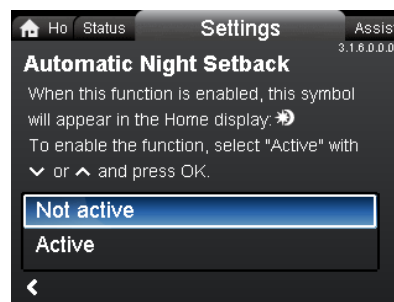 Ho Status Settings Assis
3.1.6.0.0.0
Automatic Night Setback
When this function is enabled, this symbol
will appear in the Home display:
To enable the function, select "Active" with
or and press OK.
Not active
Active